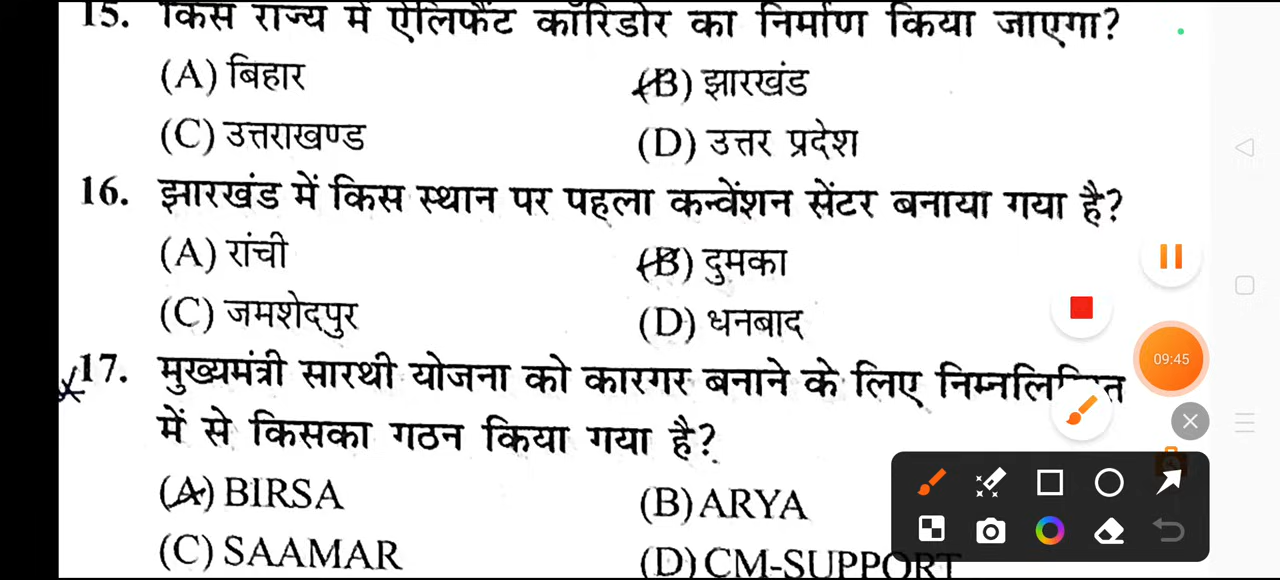 15. किस राज्य में ऐलिफैंट कॉरिडोर का निर्माण किया जाएगा?
(A) बिहार
(B) झारखंड
(C) उत्तराखण्ड
(D) उत्तर प्रदेश
16. झारखंड में किस स्थान पर पहला कन्वेंशन सेंटर बनाया गया है?
(A) रांची
(B) दुमका
(C) जमशेदपुर
(D) धनबाद
17. मुख्यमंत्री सारथी योजना को कारगर बनाने के लिए निम्नलिखित
में से किसका गठन किया गया है?
(A) BIRSA
(B) ARYA
(C) SAAMAR
(D) CM-SUPPORT
09:45